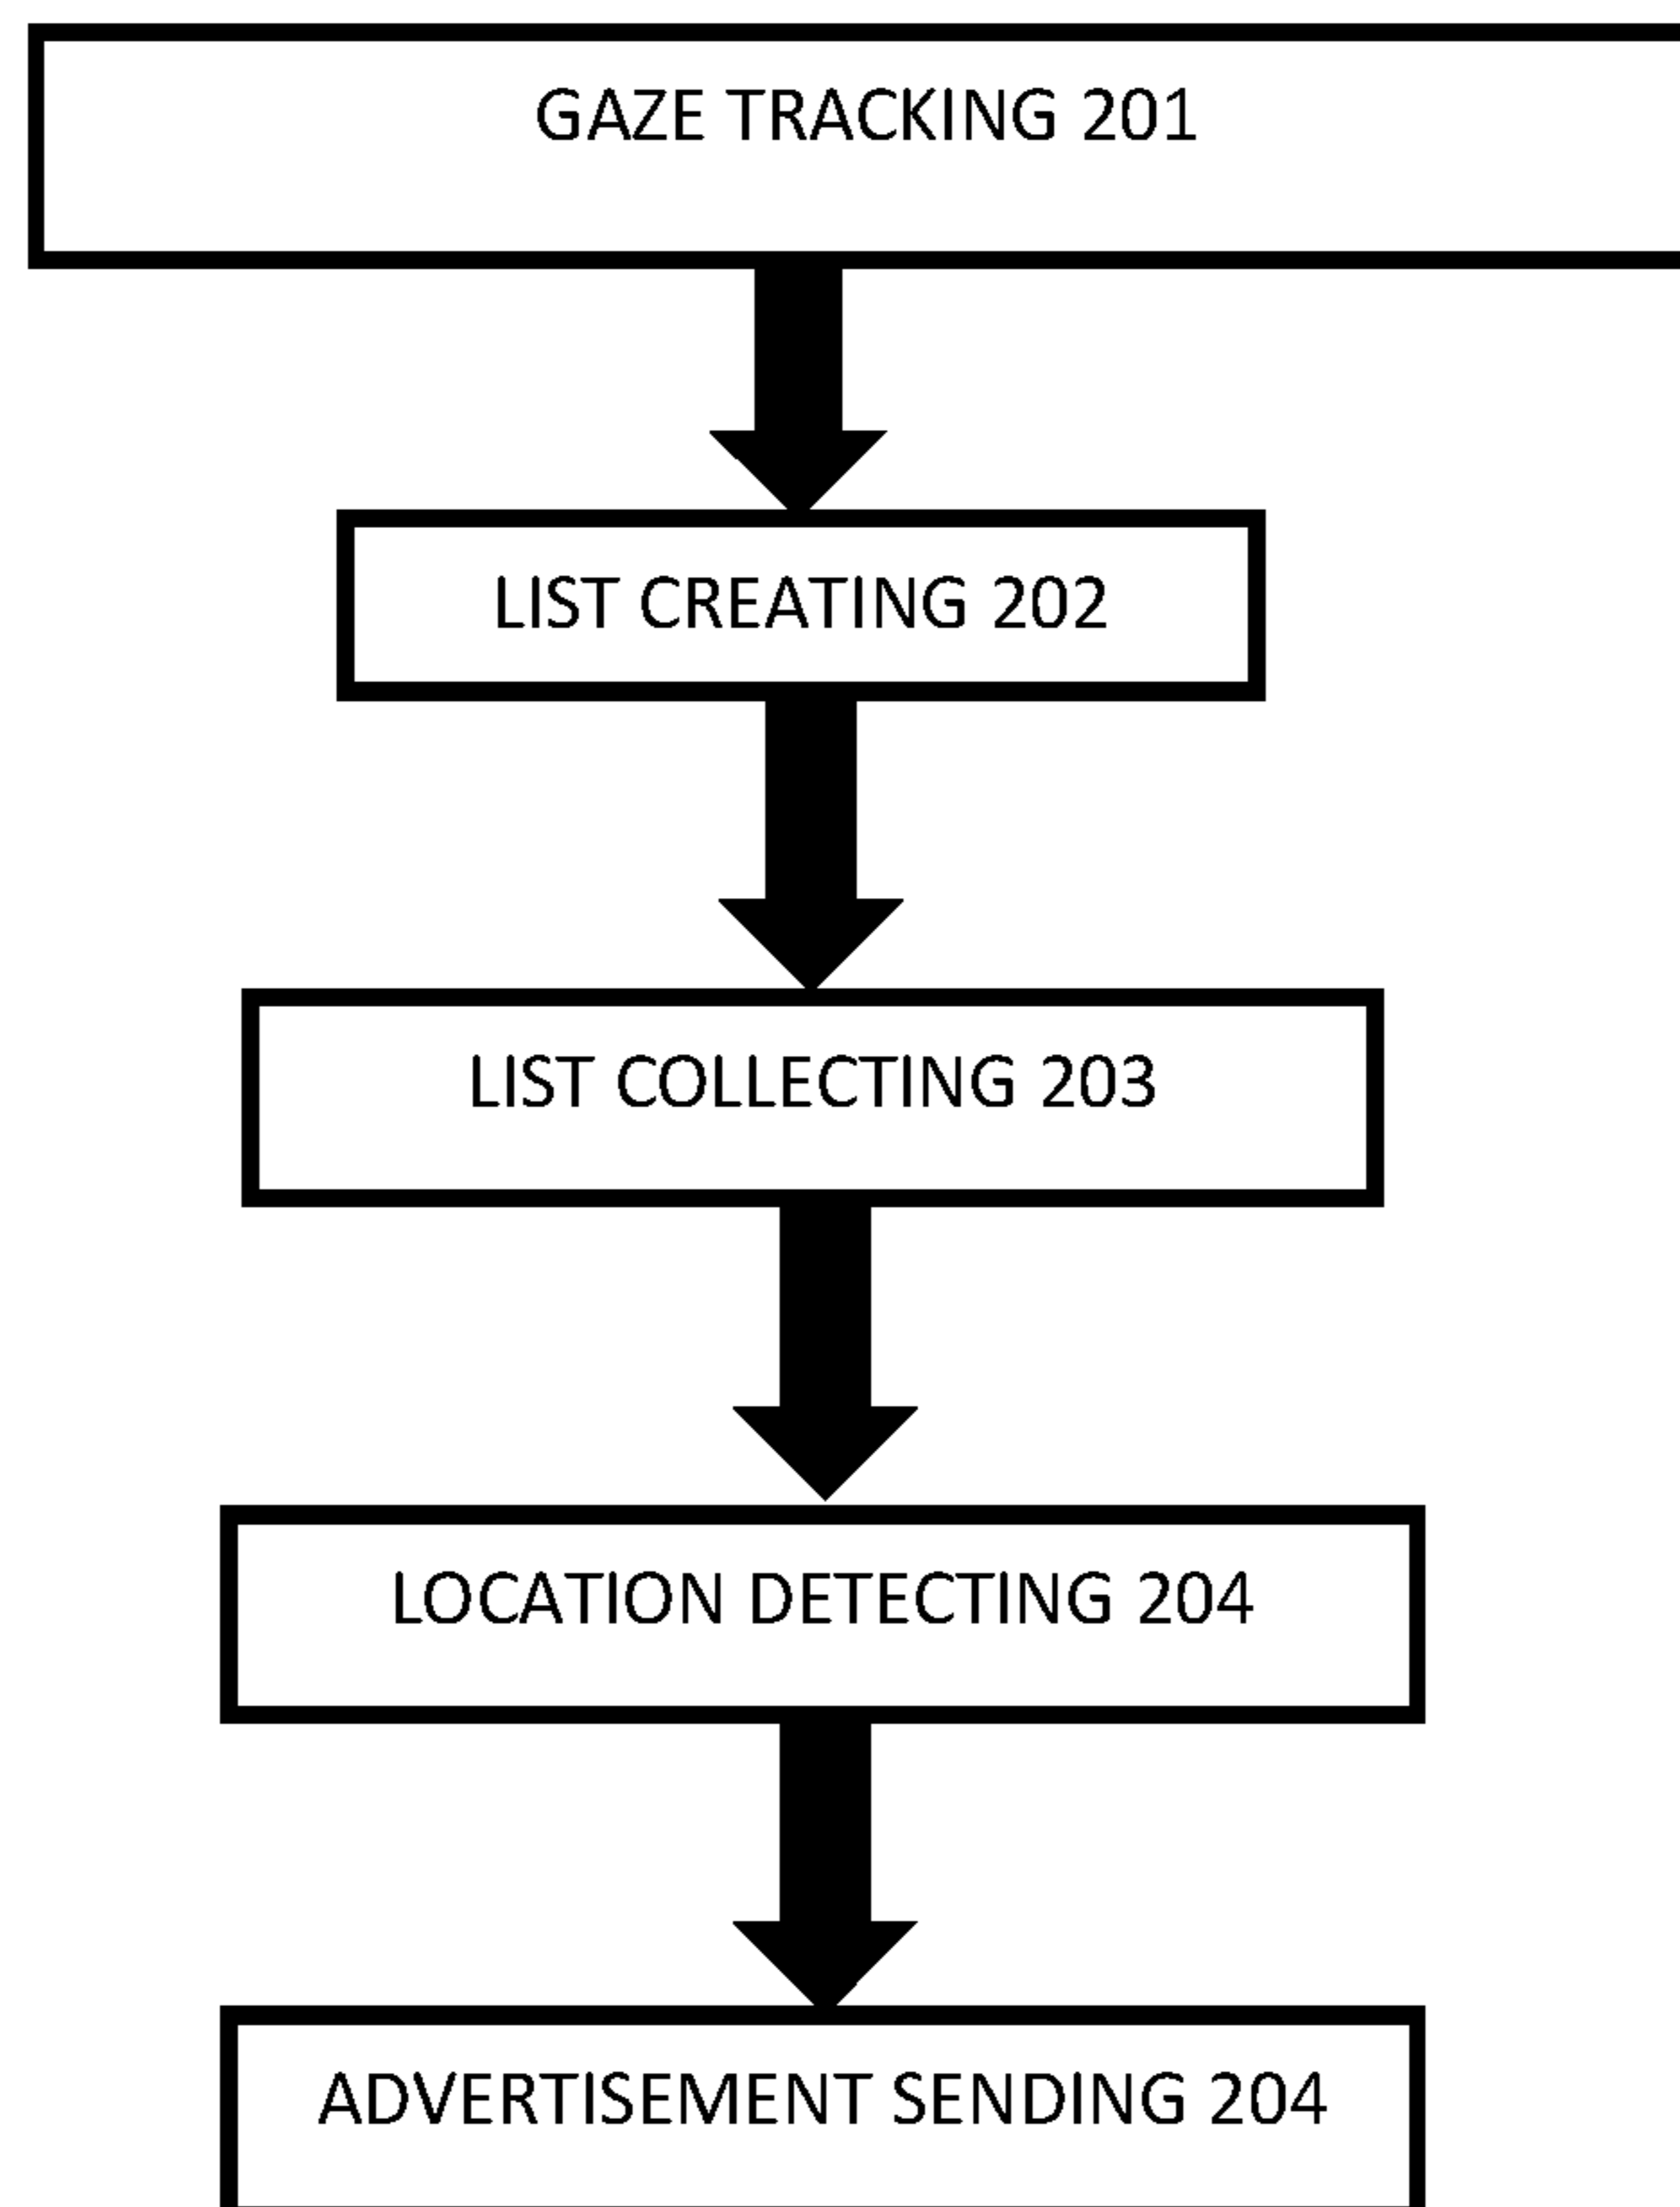 GAZE TRACKING 201
LIST CREATING 202
LIST COLLECTING 203
LOCATION DETECTING 204
ADVERTISEMENT SENDING 204